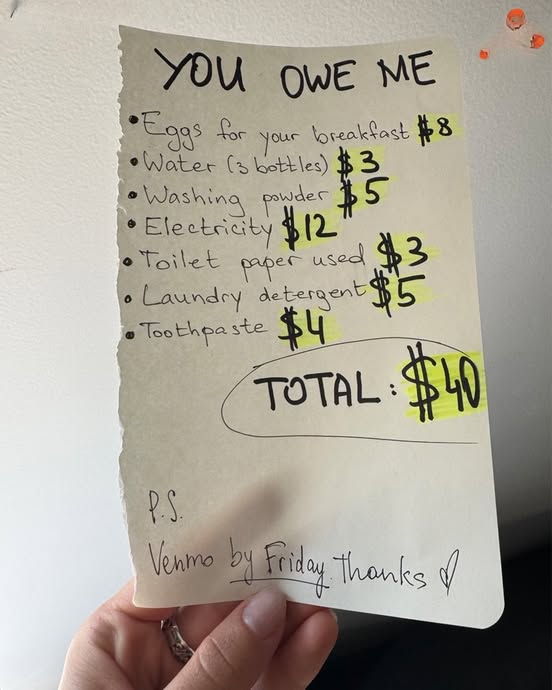 YOU OWE ME
• Eggs for your breakfast $8
• Water (3 bottles) $3
• Washing powder $5
• Electricity $12
• Toilet paper used $3
• Laundry detergent $5
• Toothpaste $4
TOTAL: $40
P.S.
Venmo by Friday. Thanks ♡